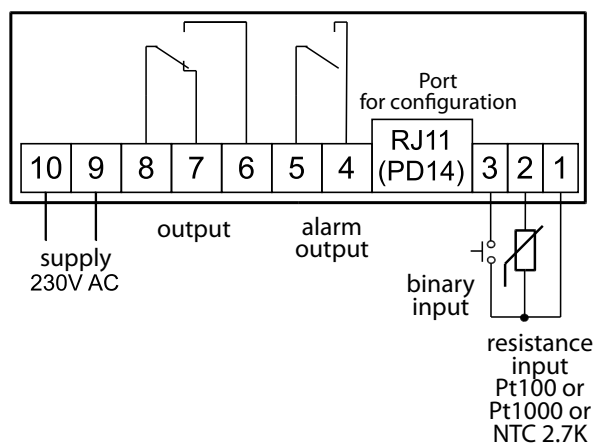 Port
for configuration
10 9 8 7 6 5 4 RJ11 (PD14) 3 2 1
supply
230V AC
output
alarm
output
binary
input
resistance
input
Pt100 or
Pt1000 or
NTC 2.7K